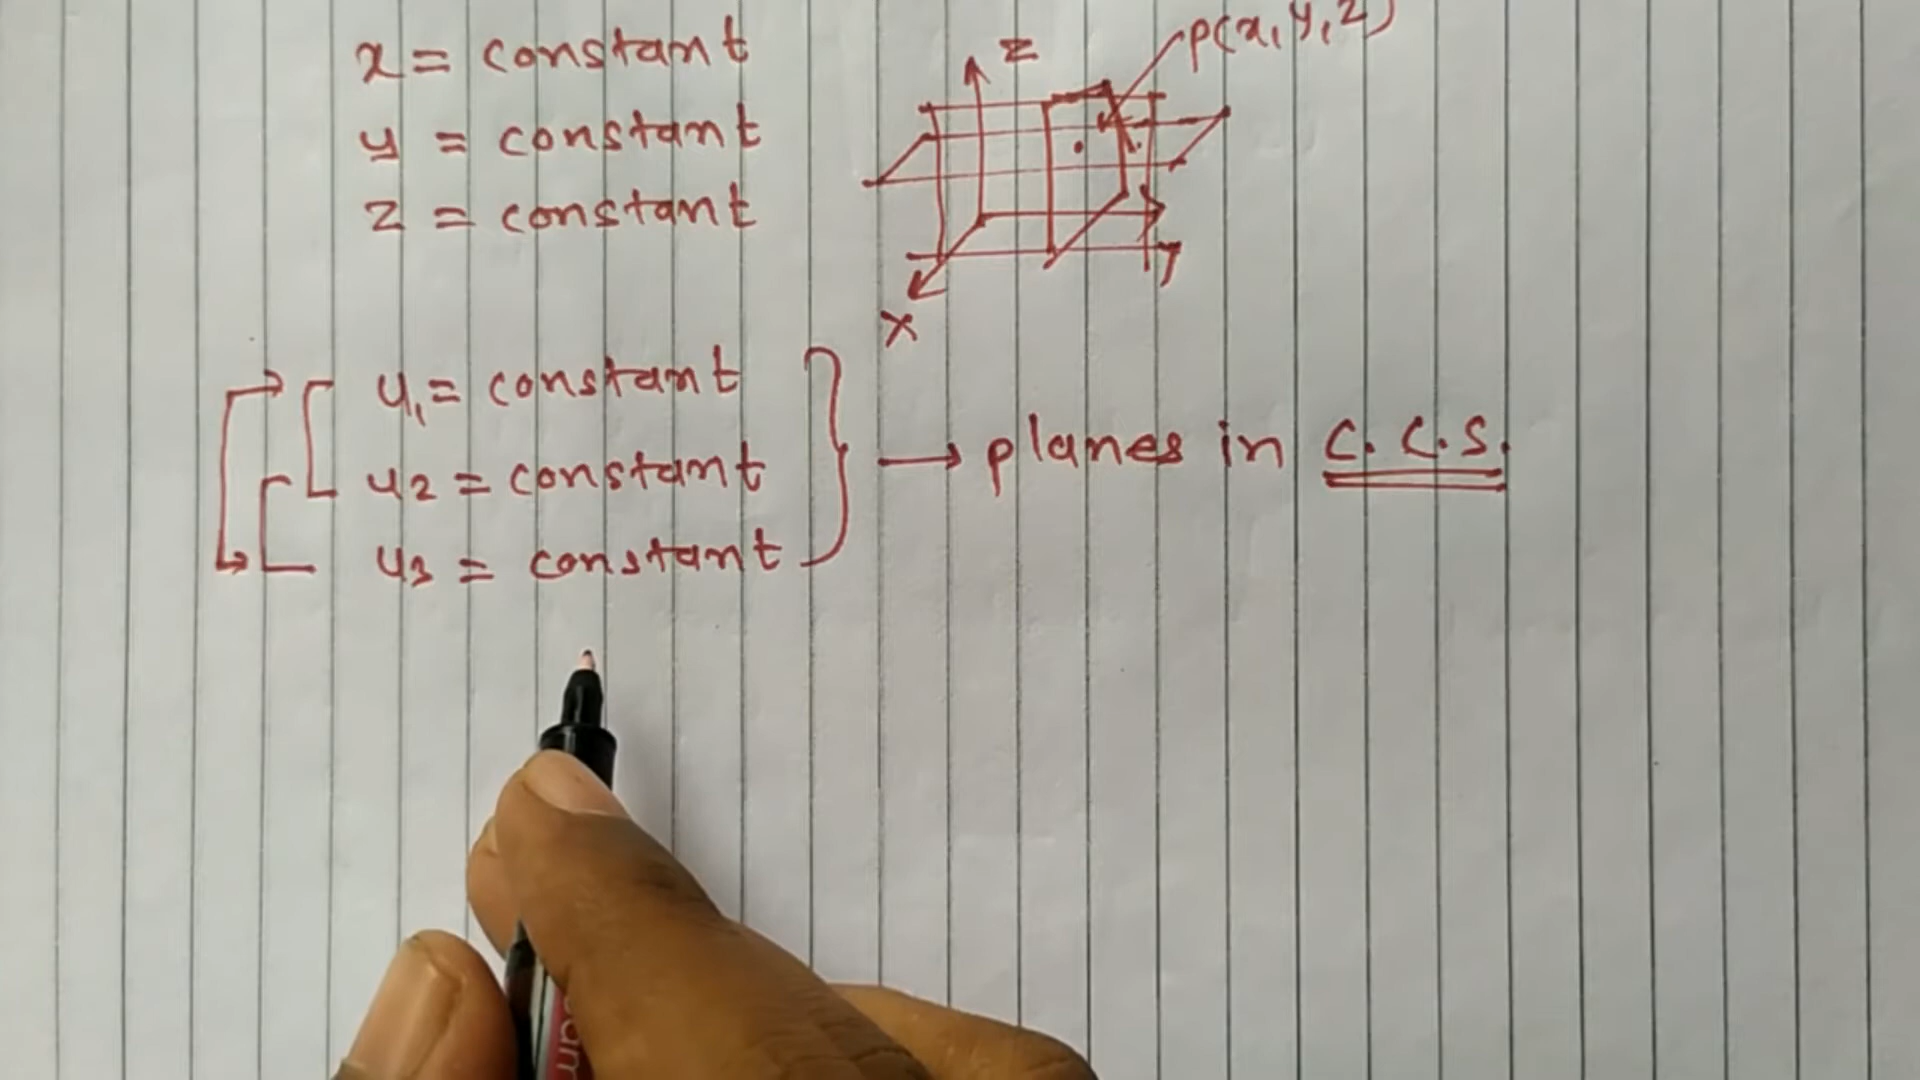 x = constant
y = constant
z = constant
z
P(x, y, z)
y
x
u₁ = constant
u₂ = constant
u₃ = constant
→ planes in C.C.S.